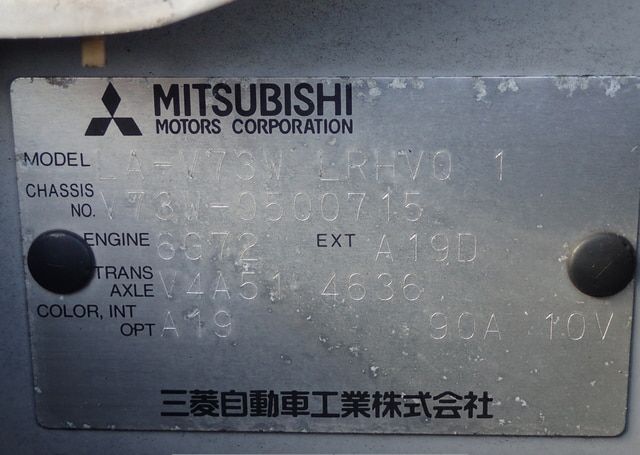 MITSUBISHI
MOTORS CORPORATION
MODEL LA-V73W LRHVQ 1
CHASSIS NO. V73W-0500715
ENGINE 6G72 EXT A19D
TRANS AXLE V4A51 4636
COLOR, INT OPT A19 90A 10V
三菱自動車工業株式会社